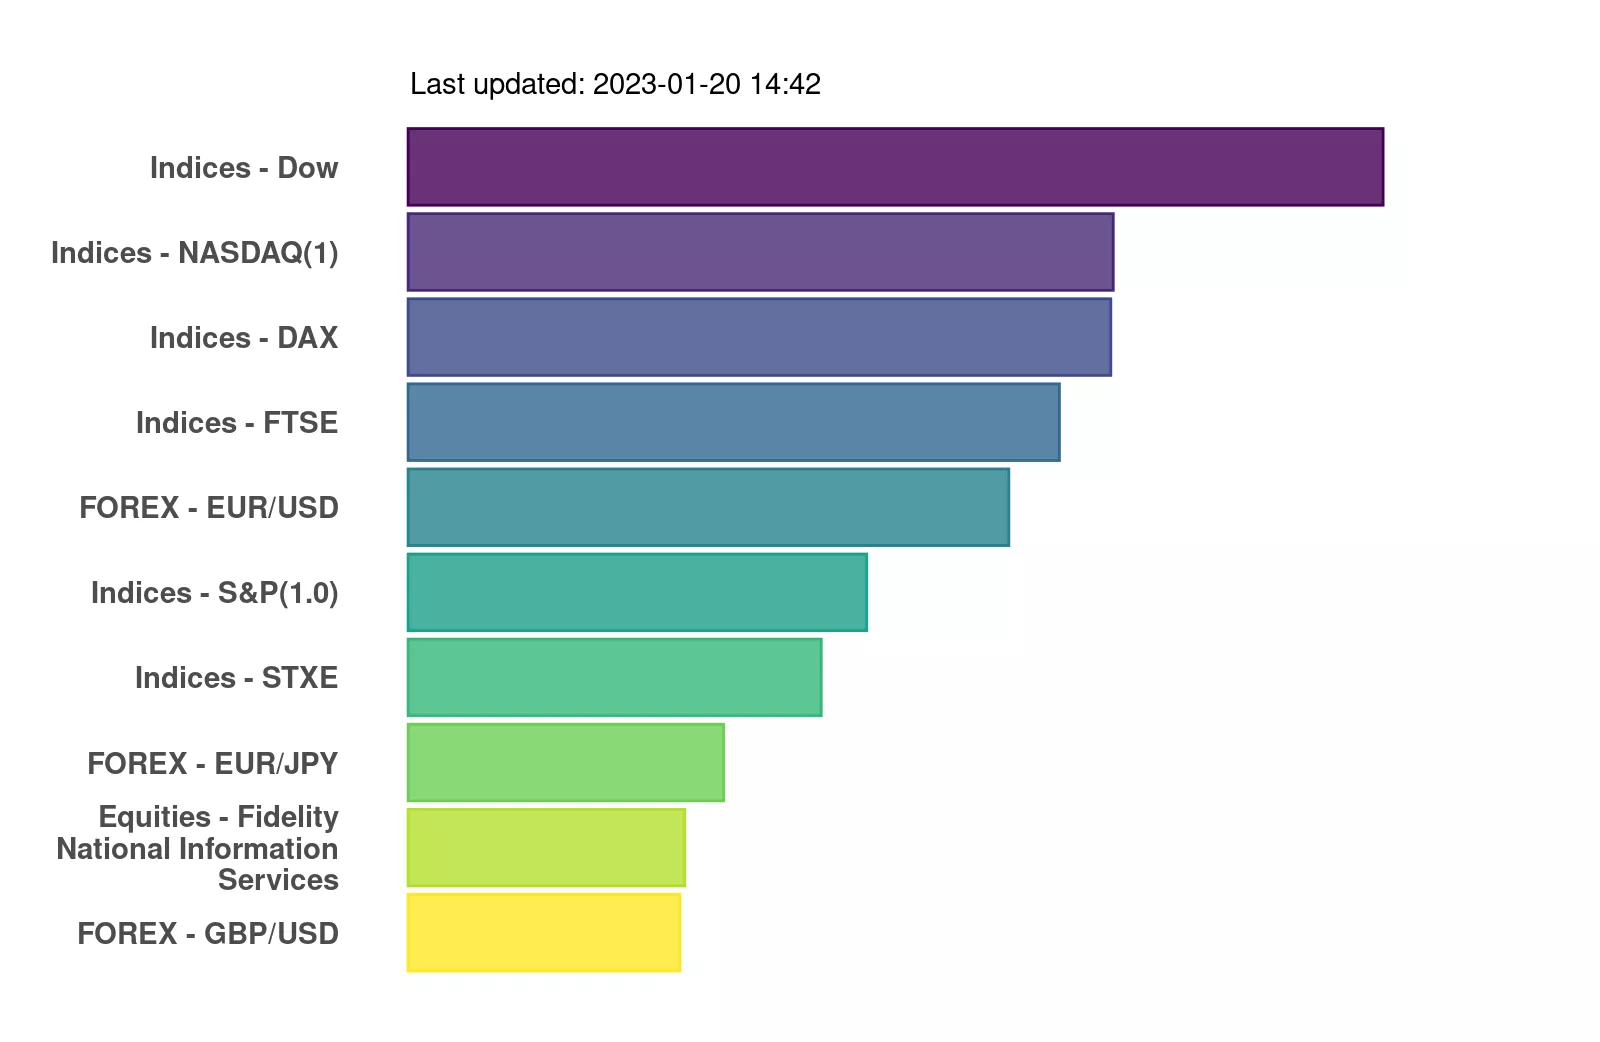 Last updated: 2023-01-20 14:42
Indices - Dow
Indices - NASDAQ(1)
Indices - DAX
Indices - FTSE
FOREX - EUR/USD
Indices - S&P(1.0)
Indices - STXE
FOREX - EUR/JPY
Equities - Fidelity
National Information
Services
FOREX - GBP/USD